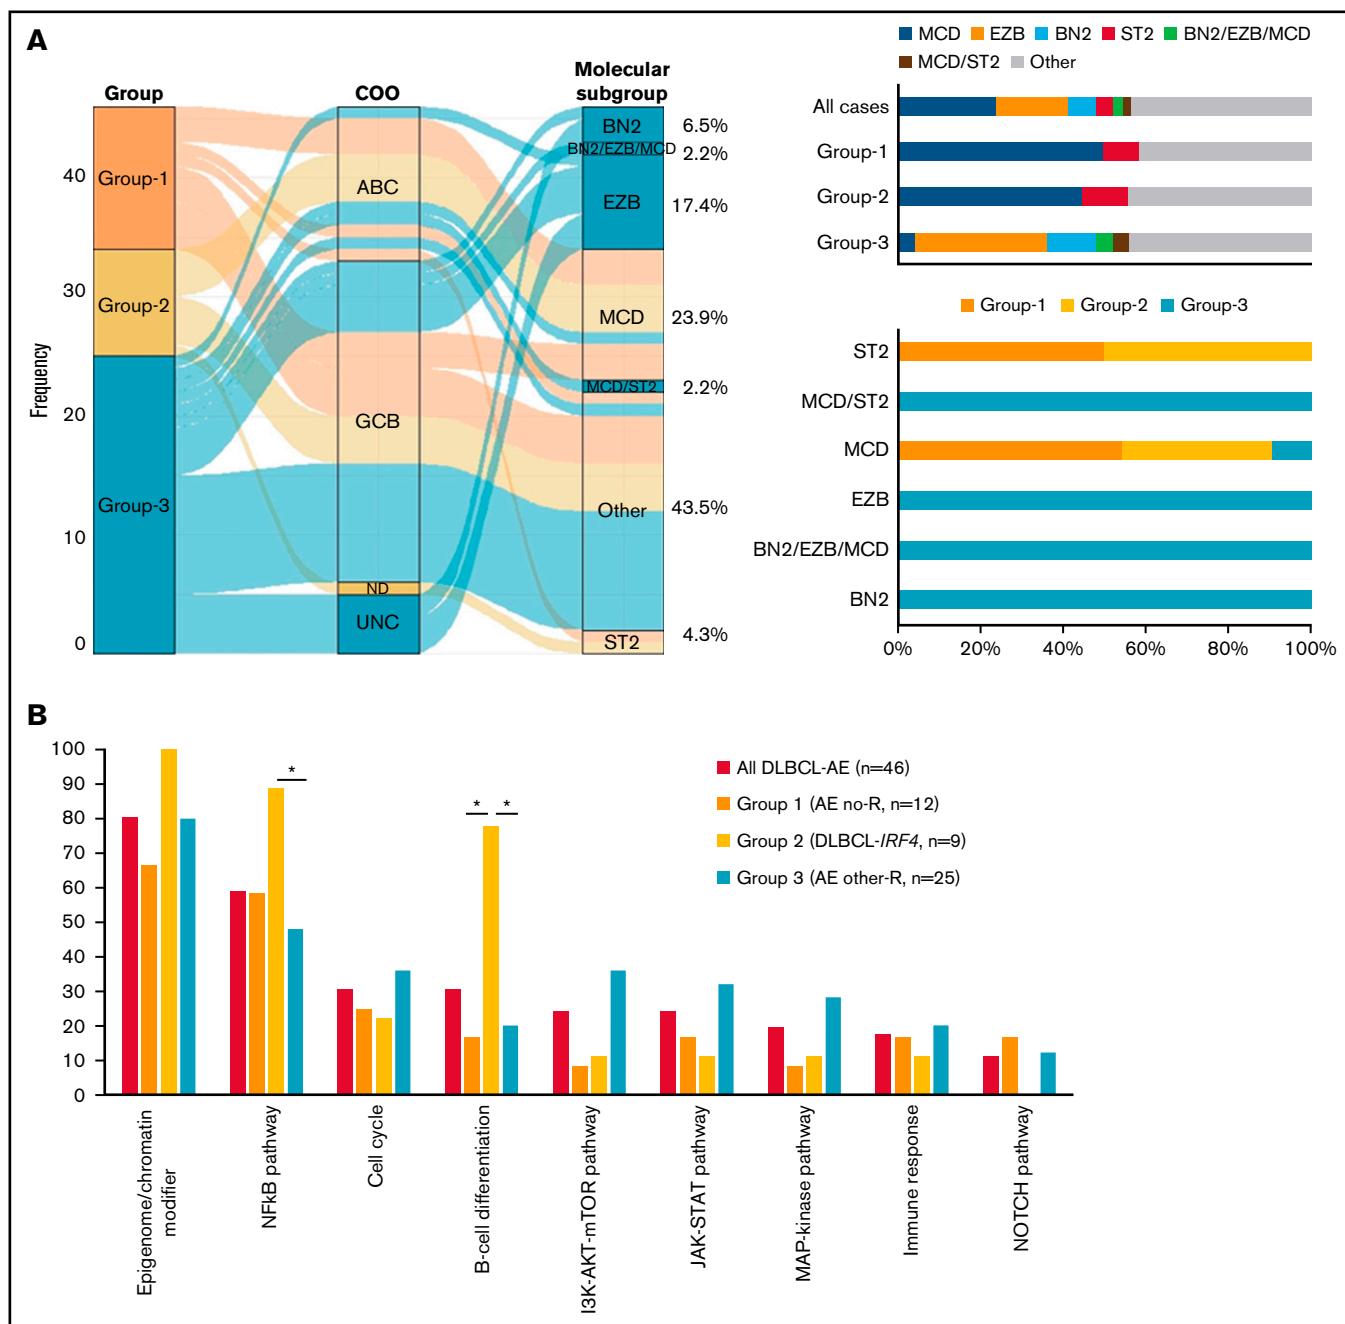 A
Group
COO
Molecular
subgroup
Frequency
40
30
20
10
0
Group-1
Group-2
Group-3
ABC
GCB
ND
UNC
BN2
BN2/EZB/MCD
EZB
MCD
MCD/ST2
Other
ST2
6.5%
2.2%
17.4%
23.9%
2.2%
43.5%
4.3%
MCD EZB BN2 ST2 BN2/EZB/MCD
MCD/ST2 Other
All cases
Group-1
Group-2
Group-3
Group-1 Group-2 Group-3
ST2
MCD/ST2
MCD
EZB
BN2/EZB/MCD
BN2
0% 20% 40% 60% 80% 100%
B
100
90
80
70
60
50
40
30
20
10
0
*
* *
All DLBCL-AE (n=46)
Group 1 (AE no-R, n=12)
Group 2 (DLBCL-IRF4, n=9)
Group 3 (AE other-R, n=25)
Epigenome/chromatin
modifier
NFkB pathway
Cell cycle
B-cell differentiation
I3K-AKT-mTOR pathway
JAK-STAT pathway
MAP-kinase pathway
Immune response
NOTCH pathway